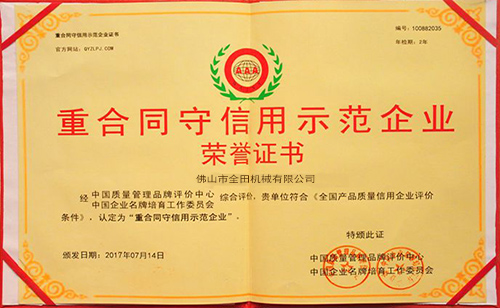 重合同守信用示范企业证书
官方网站：QYZLPJ.COM
编号：100882035
年检期：2年
AAA
重合同守信用示范企业
荣誉证书
佛山市全田机械有限公司
经 中国质量管理品牌评价中心 中国企业名牌培育工作委员会 综合评价，贵单位符合《全国产品质量信用企业评价
条件》，认定为“重合同守信用示范企业”。
特颁此证
颁发日期：2017年07月14日
中国质量管理品牌评价中心
中国企业名牌培育工作委员会